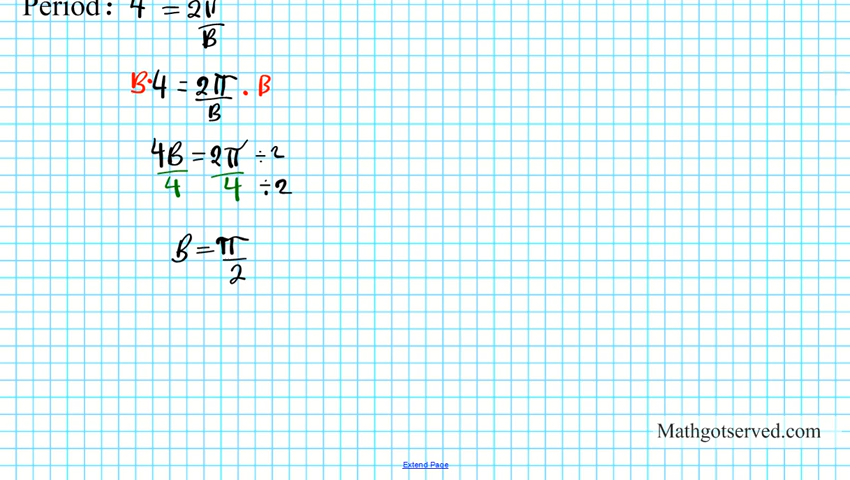 Period: 4 = 2π/B
B·4 = 2π/B · B
4B/4 = 2π/4 ÷2 ÷2
B = π/2
Mathgotserved.com
Extend Page